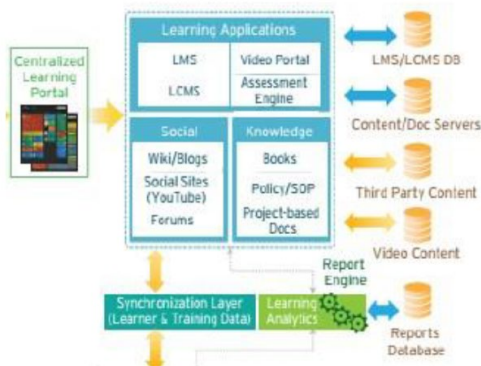 Learning Applications
LMS
Video Portal
LCMS
Assessment
Engine
Centralized
Learning
Portal
Social
Wiki/Blogs
Social Sites
(YouTube)
Forums
Knowledge
Books
Policy/SOP
Project-based
Docs
LMS/LCMS DB
Content/Doc Servers
Third Party Content
Video Content
Report
Engine
Synchronization Layer
(Learner & Training Data)
Learning
Analytics
Reports
Database